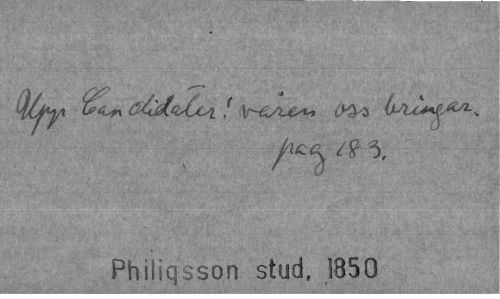 Upp Candidater! våren oss bringar.
pag 183.
Philiqsson stud, 1850